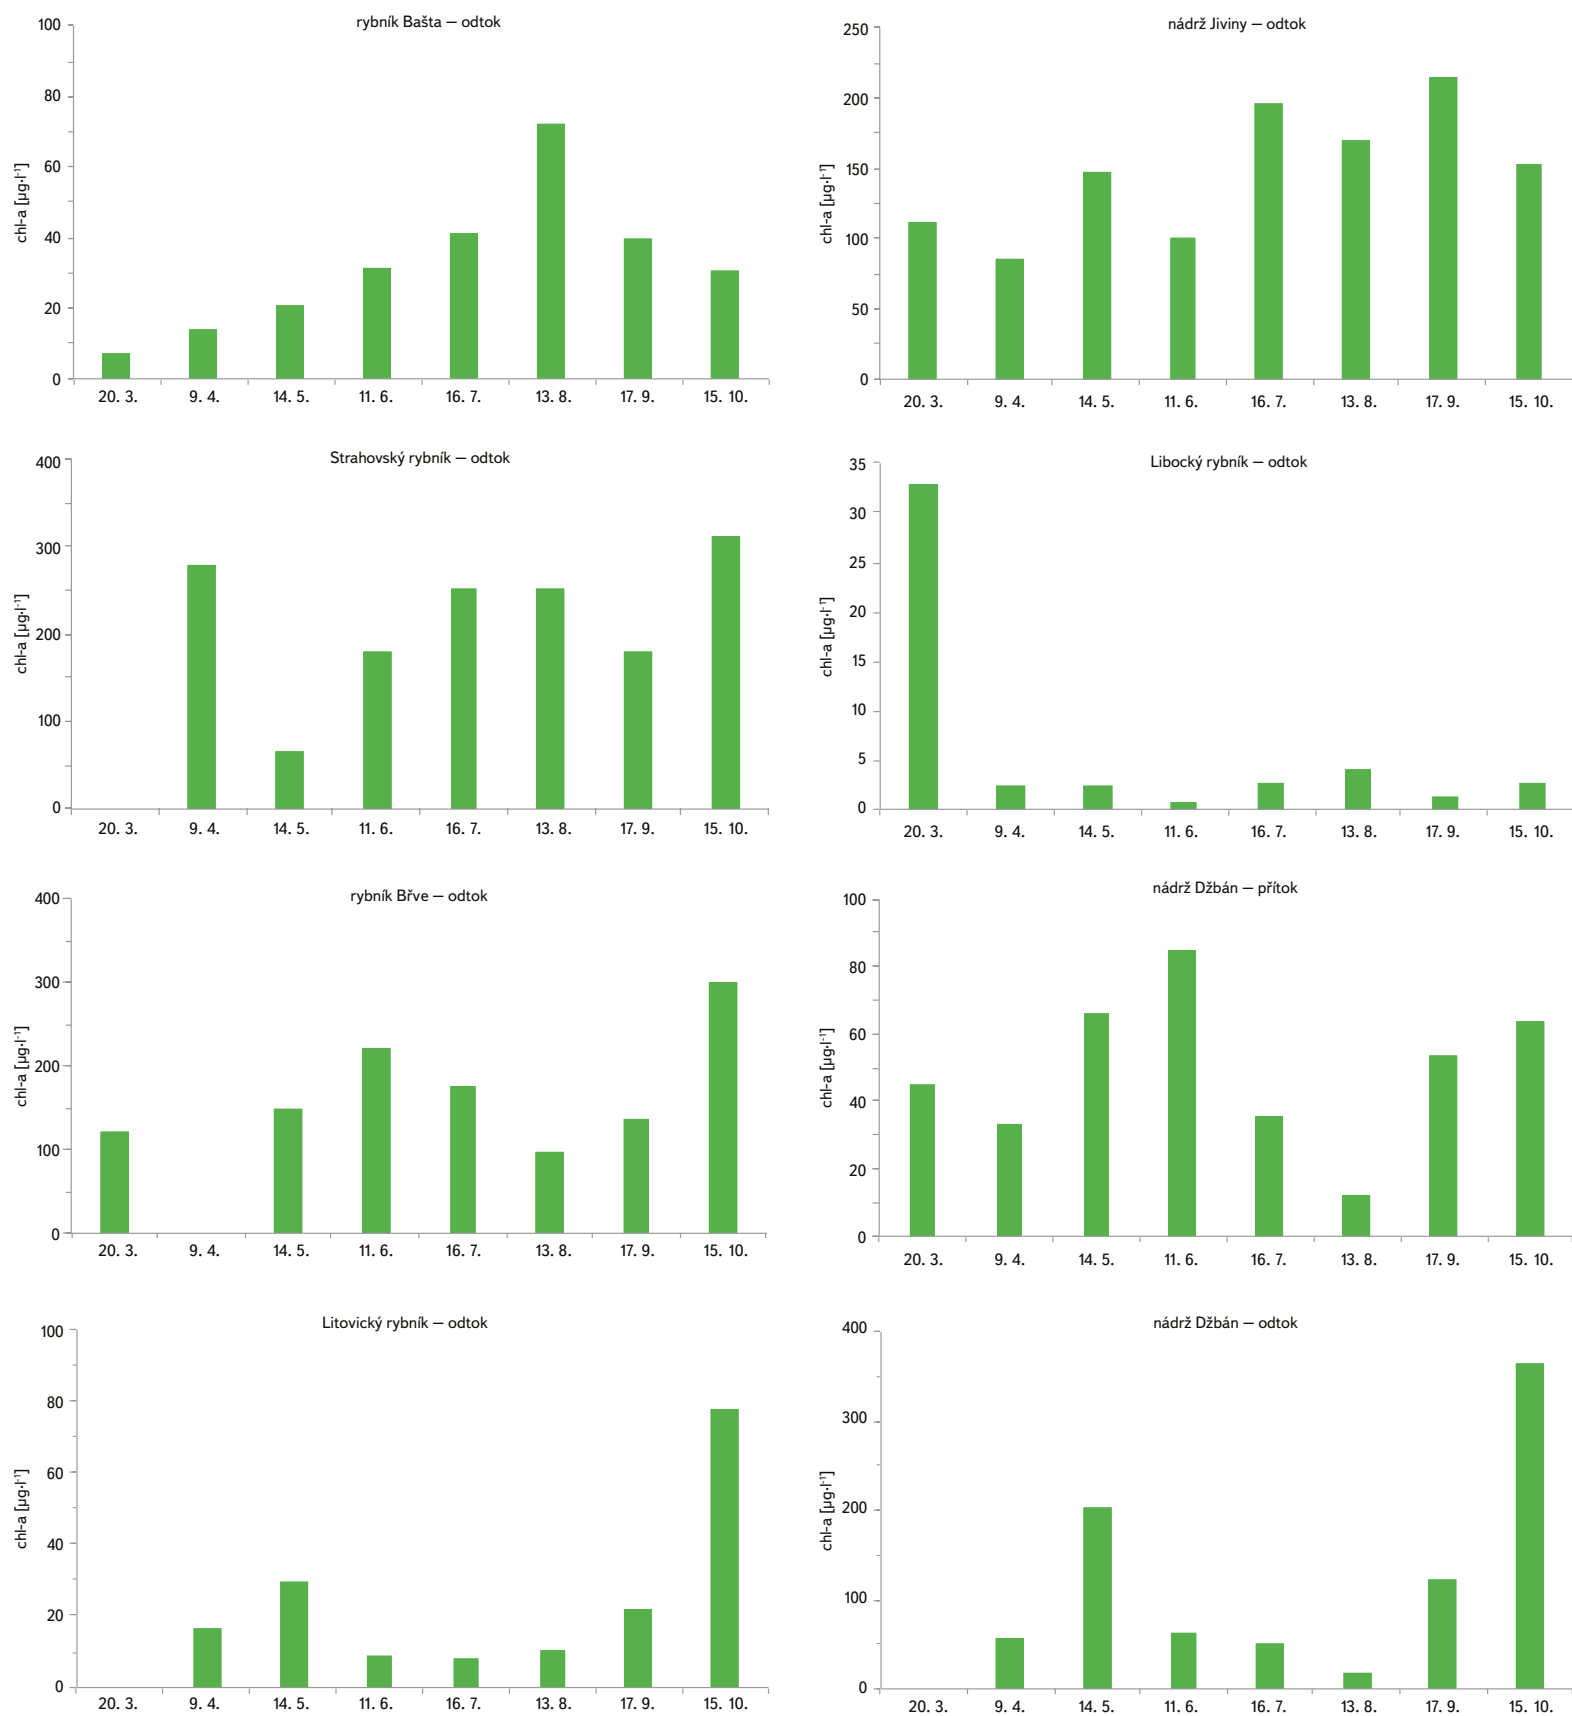 rybník Bašta – odtok
100
80
60
40
20
0
chl-a [µg·l⁻¹]
20. 3. 9. 4. 14. 5. 11. 6. 16. 7. 13. 8. 17. 9. 15. 10.
nádrž Jiviny – odtok
250
200
150
100
50
0
chl-a [µg·l⁻¹]
20. 3. 9. 4. 14. 5. 11. 6. 16. 7. 13. 8. 17. 9. 15. 10.
Strahovský rybník – odtok
400
300
200
100
0
chl-a [µg·l⁻¹]
20. 3. 9. 4. 14. 5. 11. 6. 16. 7. 13. 8. 17. 9. 15. 10.
Libocký rybník – odtok
35
30
25
20
15
10
5
0
chl-a [µg·l⁻¹]
20. 3. 9. 4. 14. 5. 11. 6. 16. 7. 13. 8. 17. 9. 15. 10.
rybník Břve – odtok
400
300
200
100
0
chl-a [µg·l⁻¹]
20. 3. 9. 4. 14. 5. 11. 6. 16. 7. 13. 8. 17. 9. 15. 10.
nádrž Džbán – přítok
100
80
60
40
20
0
chl-a [µg·l⁻¹]
20. 3. 9. 4. 14. 5. 11. 6. 16. 7. 13. 8. 17. 9. 15. 10.
Litovický rybník – odtok
100
80
60
40
20
0
chl-a [µg·l⁻¹]
20. 3. 9. 4. 14. 5. 11. 6. 16. 7. 13. 8. 17. 9. 15. 10.
nádrž Džbán – odtok
400
300
200
100
0
chl-a [µg·l⁻¹]
20. 3. 9. 4. 14. 5. 11. 6. 16. 7. 13. 8. 17. 9. 15. 10.